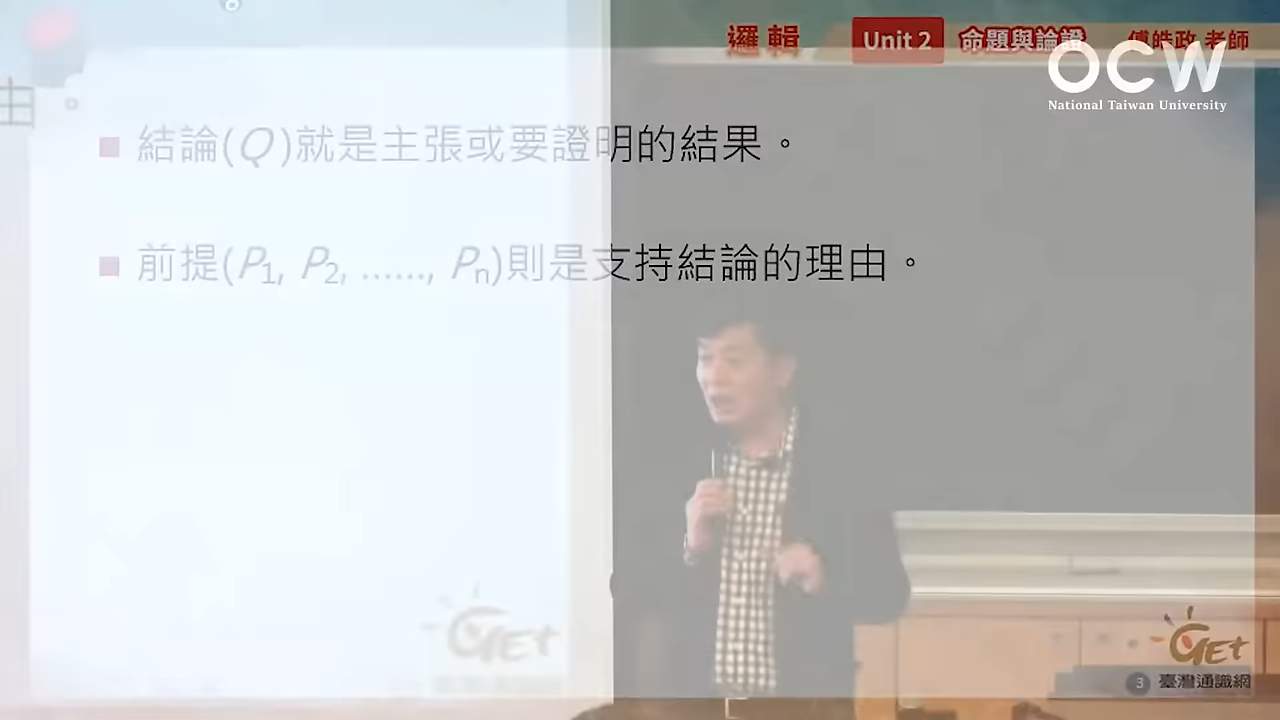 邏輯 Unit 2 命題與論證 傅皓政 老師
OCW
National Taiwan University
由。
結論(Q)就是主張或要證明的結果。
前提(P1, P2, ……, Pn)則是支持結論的理由。
GET
GET
3 臺灣通識網